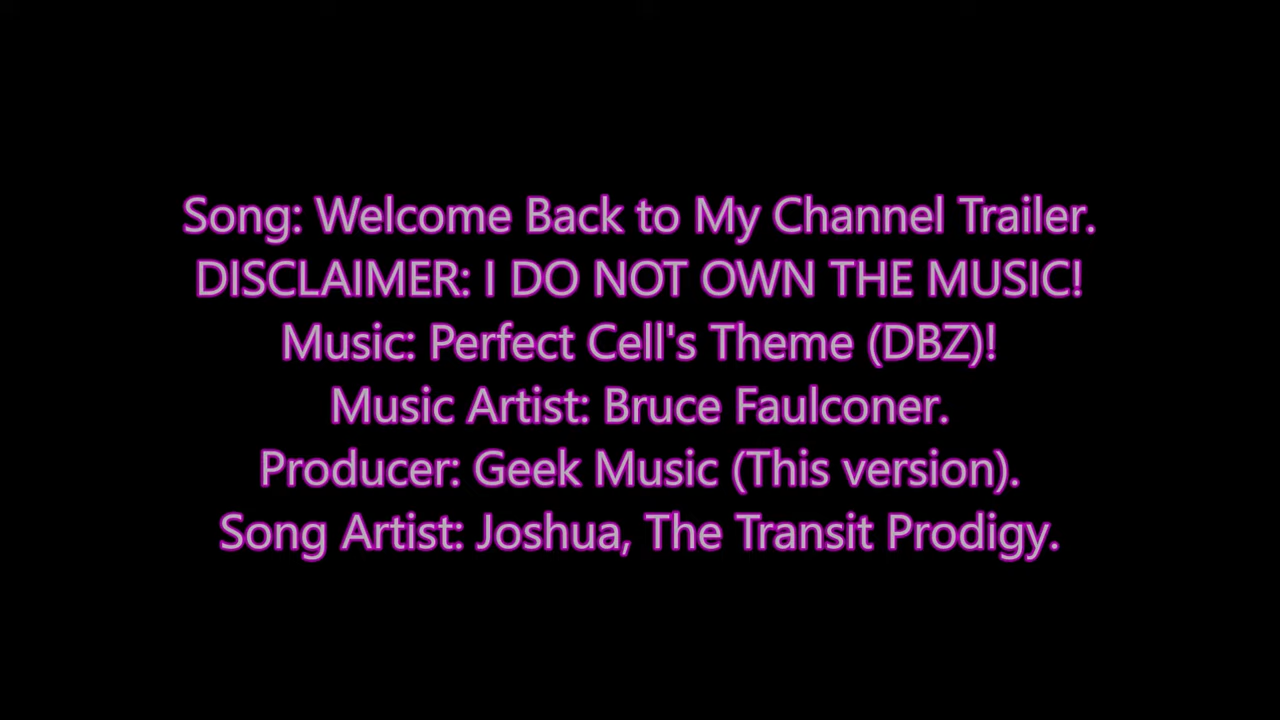 Song: Welcome Back to My Channel Trailer.
DISCLAIMER: I DO NOT OWN THE MUSIC!
Music: Perfect Cell's Theme (DBZ)!
Music Artist: Bruce Faulconer.
Producer: Geek Music (This version).
Song Artist: Joshua, The Transit Prodigy.